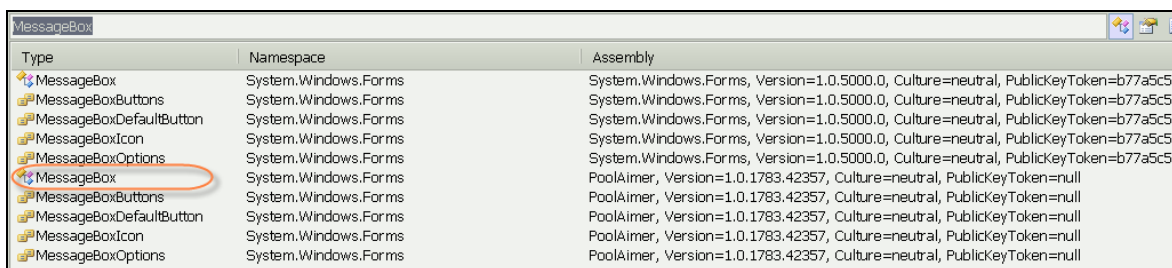 MessageBox
Type Namespace Assembly
MessageBox System.Windows.Forms System.Windows.Forms, Version=1.0.5000.0, Culture=neutral, PublicKeyToken=b77a5c5
MessageBoxButtons System.Windows.Forms System.Windows.Forms, Version=1.0.5000.0, Culture=neutral, PublicKeyToken=b77a5c5
MessageBoxDefaultButton System.Windows.Forms System.Windows.Forms, Version=1.0.5000.0, Culture=neutral, PublicKeyToken=b77a5c5
MessageBoxIcon System.Windows.Forms System.Windows.Forms, Version=1.0.5000.0, Culture=neutral, PublicKeyToken=b77a5c5
MessageBoxOptions System.Windows.Forms System.Windows.Forms, Version=1.0.5000.0, Culture=neutral, PublicKeyToken=b77a5c5
MessageBox System.Windows.Forms PoolAimer, Version=1.0.1783.42357, Culture=neutral, PublicKeyToken=null
MessageBoxButtons System.Windows.Forms PoolAimer, Version=1.0.1783.42357, Culture=neutral, PublicKeyToken=null
MessageBoxDefaultButton System.Windows.Forms PoolAimer, Version=1.0.1783.42357, Culture=neutral, PublicKeyToken=null
MessageBoxIcon System.Windows.Forms PoolAimer, Version=1.0.1783.42357, Culture=neutral, PublicKeyToken=null
MessageBoxOptions System.Windows.Forms PoolAimer, Version=1.0.1783.42357, Culture=neutral, PublicKeyToken=null